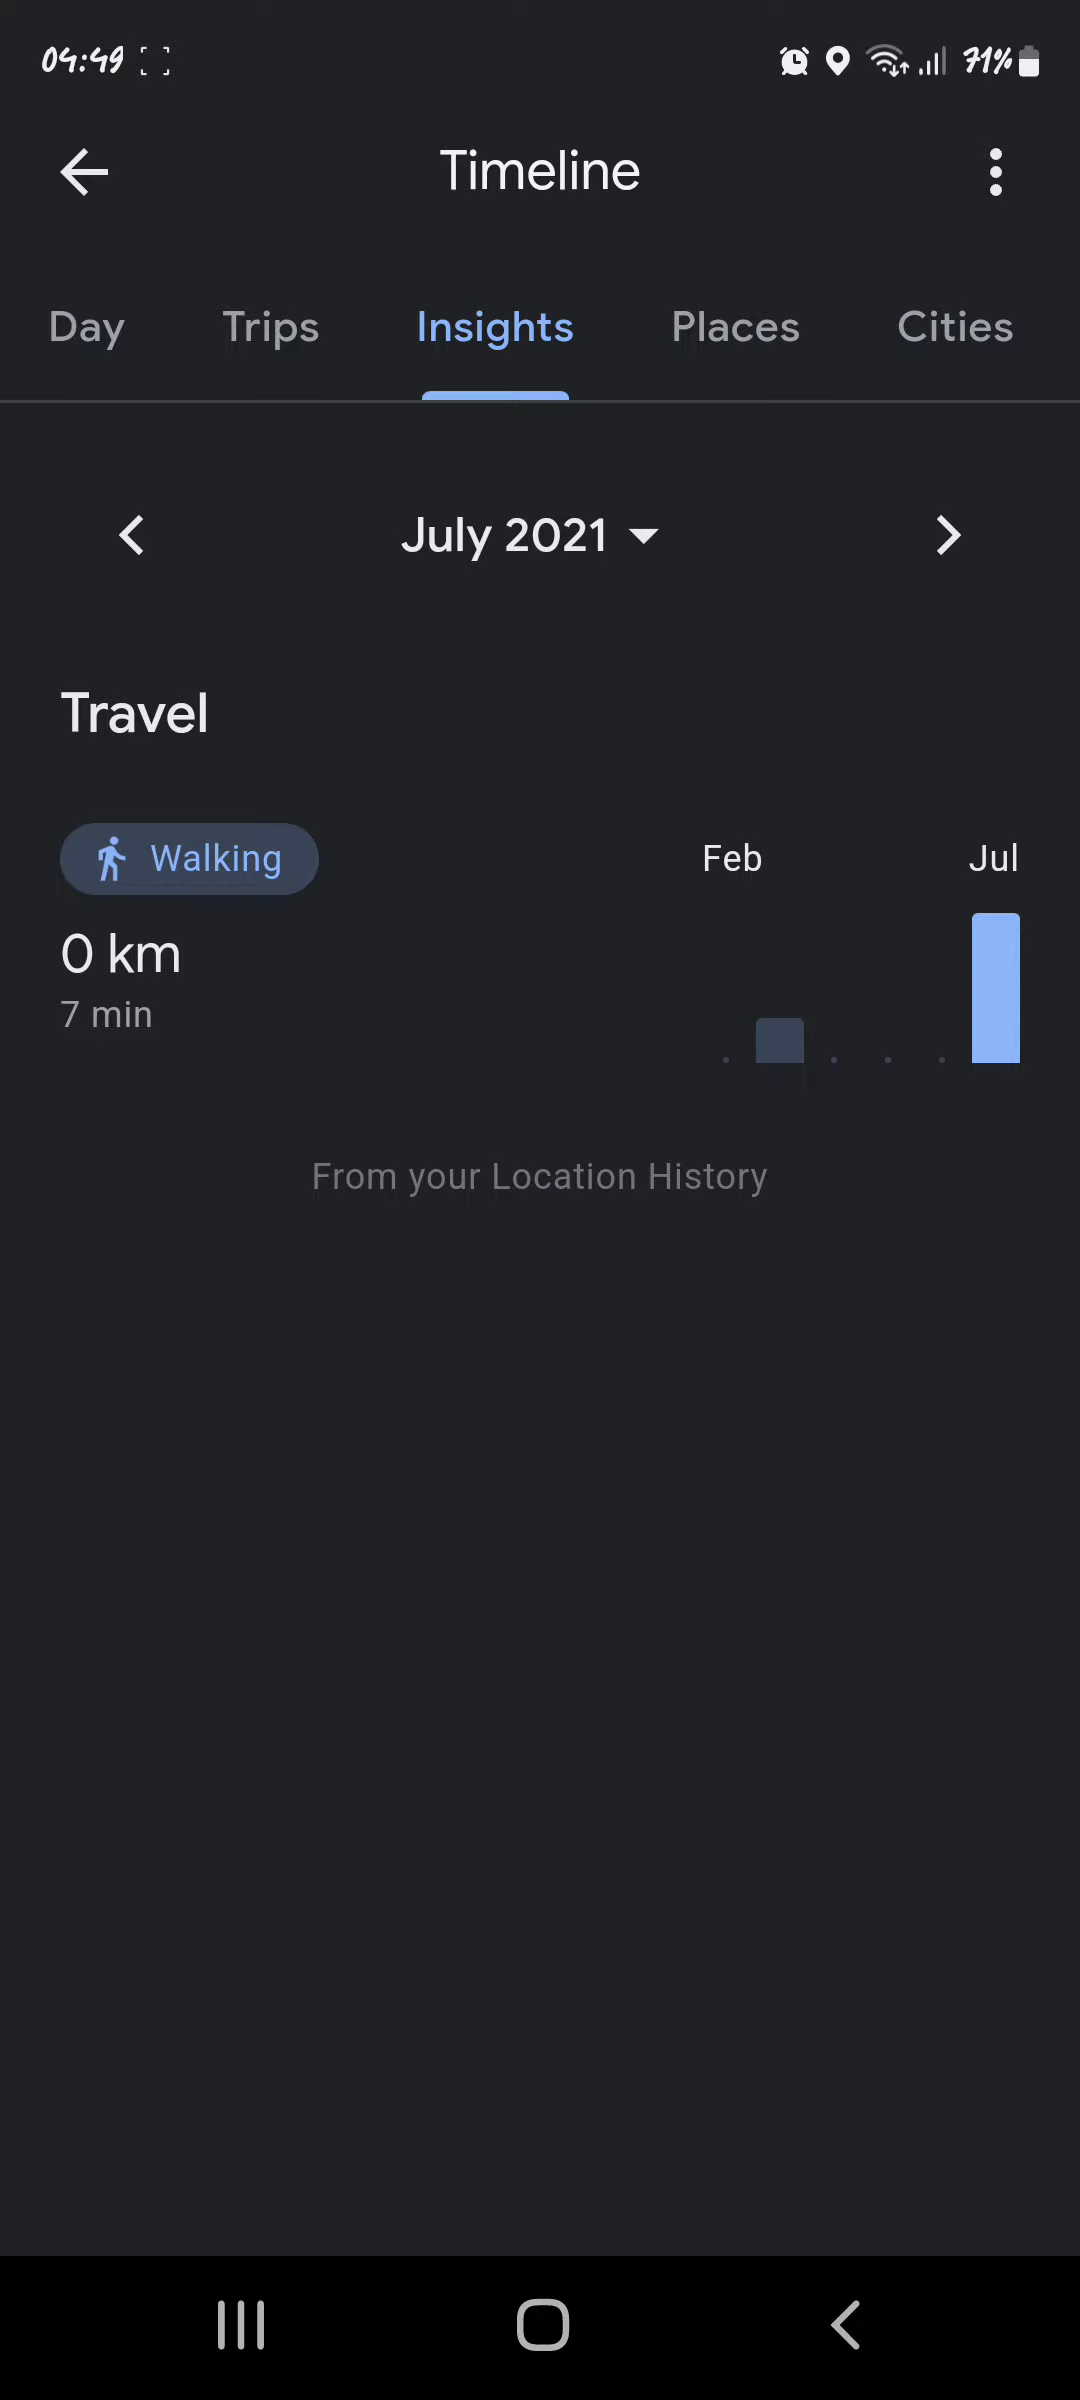 04:49 71%
Timeline
Day Trips Insights Places Cities
July 2021
Travel
Walking Feb Jul
0 km
7 min
From your Location History